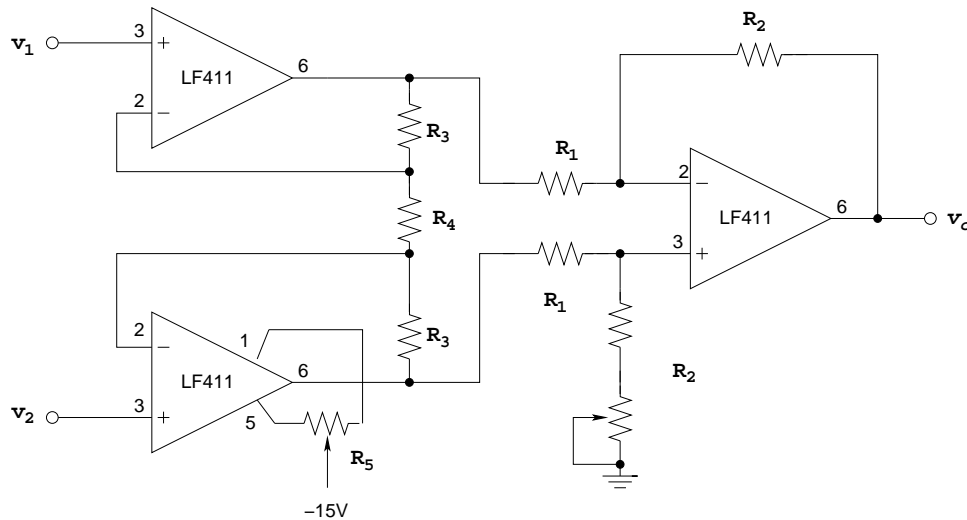 R₂
v₁
3
+
LF411
6
2
−
R₃
R₁
2
−
LF411
6
vₒ
R₄
3
+
R₁
2
−
1
R₃
LF411
6
R₂
v₂
3
+
5
R₅
−15V